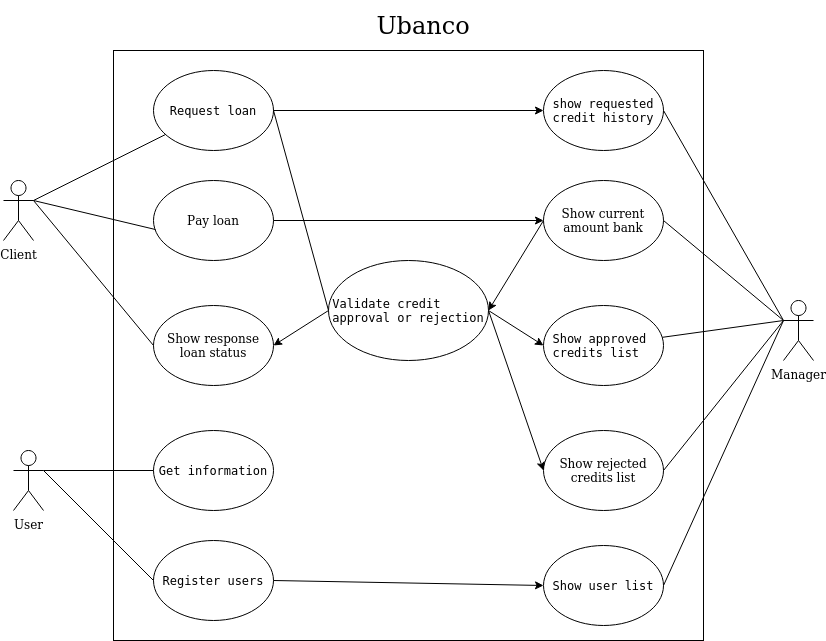 Ubanco
Request loan
show requested
credit history
Pay loan
Show current
amount bank
Client
Validate credit
approval or rejection
Show response
loan status
Show approved
credits list
Manager
Get information
Show rejected
credits list
User
Register users
Show user list